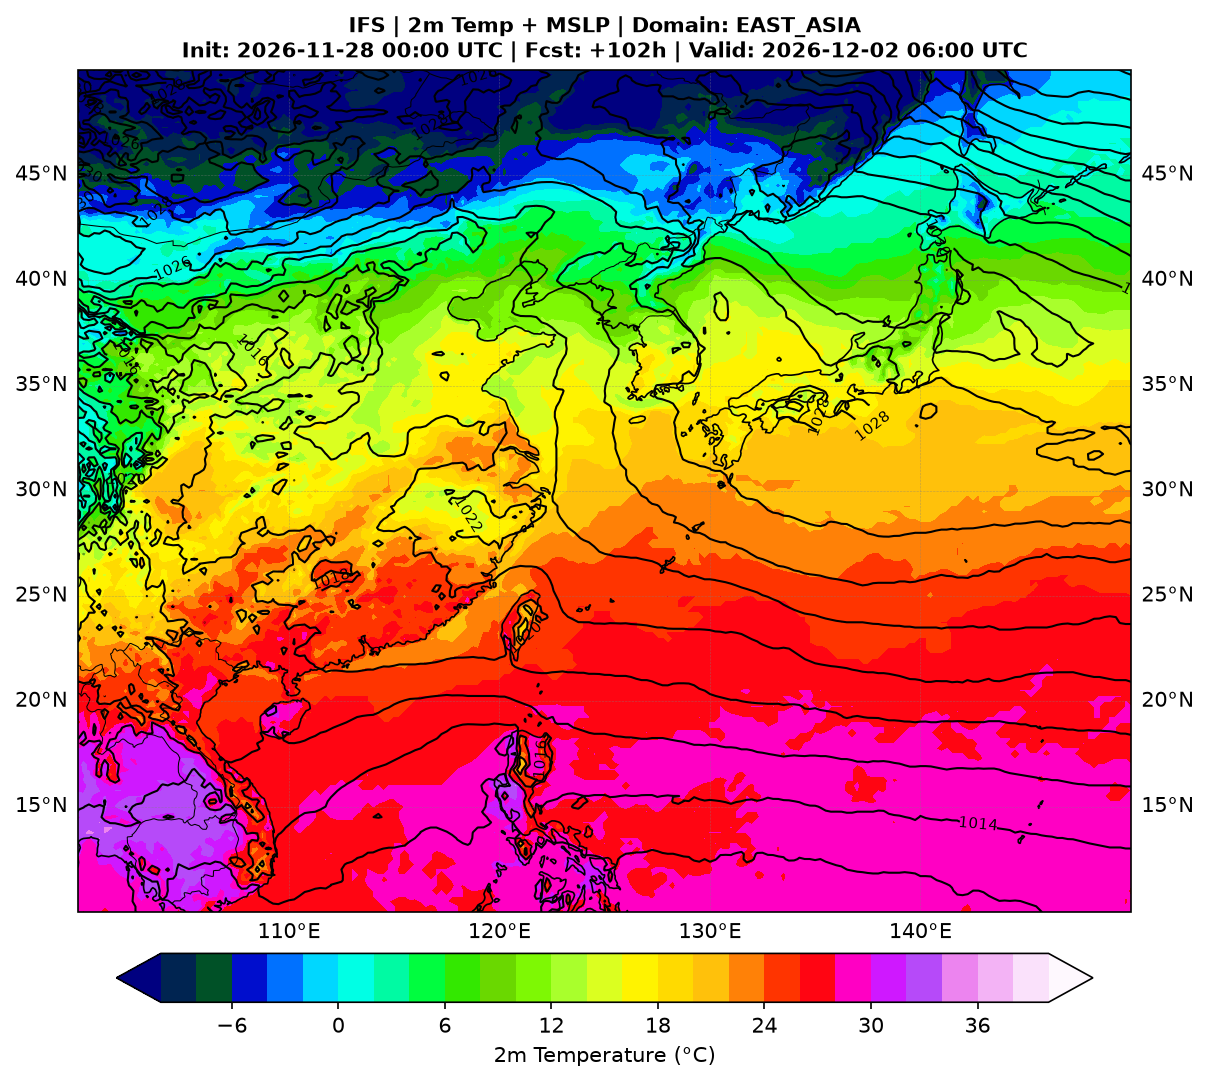 IFS | 2m Temp + MSLP | Domain: EAST_ASIA
Init: 2026-11-28 00:00 UTC | Fcst: +102h | Valid: 2026-12-02 06:00 UTC
45°N 45°N
1026
40°N 40°N
1016
35°N 35°N
1028
30°N 30°N
1022
1018
25°N 25°N
20°N 20°N
1016
15°N 15°N
1014
110°E 120°E 130°E 140°E
−6 0 6 12 18 24 30 36
2m Temperature (°C)